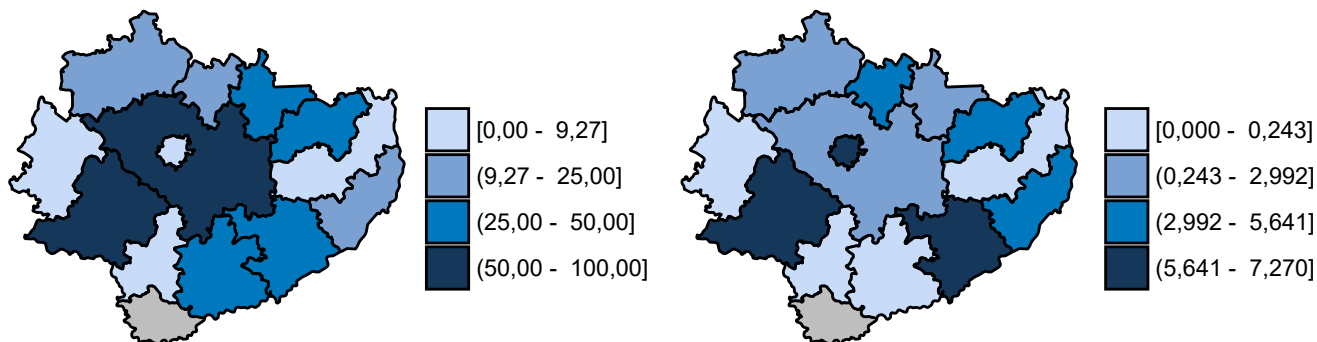 [0,00 - 9,27]
(9,27 - 25,00]
(25,00 - 50,00]
(50,00 - 100,00]
[0,000 - 0,243]
(0,243 - 2,992]
(2,992 - 5,641]
(5,641 - 7,270]